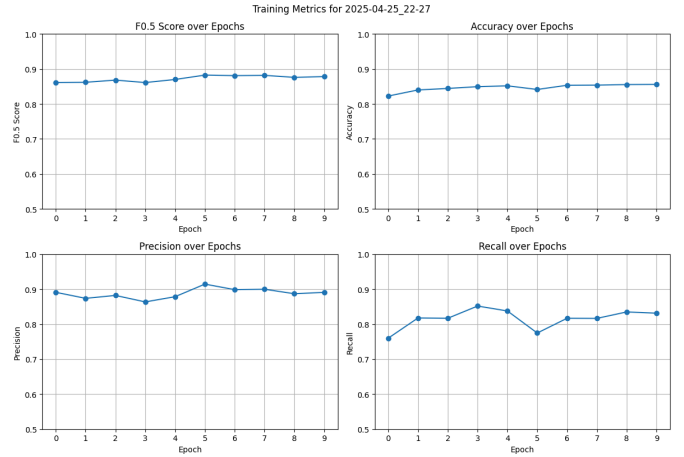 Training Metrics for 2025-04-25_22-27
F0.5 Score over Epochs
1.0
0.9
0.8
0.7
0.6
0.5
F0.5 Score
0 1 2 3 4 5 6 7 8 9
Epoch
Accuracy over Epochs
1.0
0.9
0.8
0.7
0.6
0.5
Accuracy
0 1 2 3 4 5 6 7 8 9
Epoch
Precision over Epochs
1.0
0.9
0.8
0.7
0.6
0.5
Precision
0 1 2 3 4 5 6 7 8 9
Epoch
Recall over Epochs
1.0
0.9
0.8
0.7
0.6
0.5
Recall
0 1 2 3 4 5 6 7 8 9
Epoch